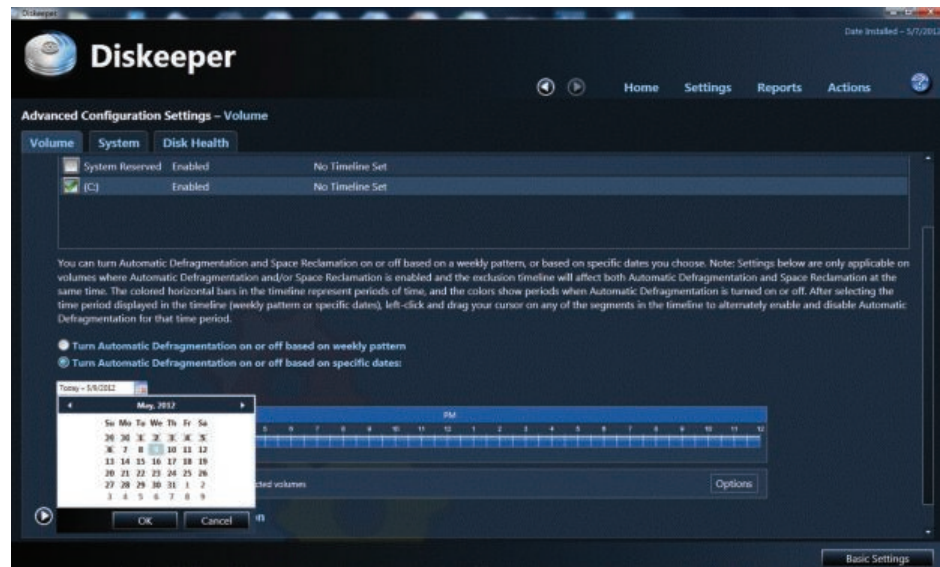 Diskeeper
Date Installed – 5/7/2012
Diskeeper
Home Settings Reports Actions
Advanced Configuration Settings – Volume
Volume System Disk Health
System Reserved Enabled No Timeline Set
(C:) Enabled No Timeline Set
You can turn Automatic Defragmentation and Space Reclamation on or off based on a weekly pattern, or based on specific dates you choose. Note: Settings below are only applicable on
volumes where Automatic Defragmentation and/or Space Reclamation is enabled and the exclusion timeline will affect both Automatic Defragmentation and Space Reclamation at the
same time. The colored horizontal bars in the timeline represent periods of time, and the colors show periods when Automatic Defragmentation is turned on or off. After selecting the
time period displayed in the timeline (weekly pattern or specific dates), left-click and drag your cursor on any of the segments in the timeline to alternately enable and disable Automatic
Defragmentation for that time period.
Turn Automatic Defragmentation on or off based on weekly pattern
Turn Automatic Defragmentation on or off based on specific dates:
Today – 5/9/2012
May, 2012
PM
Su Mo Tu We Th Fr Sa
29 30 1 2 3 4 5
6 7 8 9 10 11 12
13 14 15 16 17 18 19
20 21 22 23 24 25 26
27 28 29 30 31 1 2
3 4 5 6 7 8 9
10 11 12 1 2 3 4 5 6 7 8 9 10 11 12
cted volumes
Options
OK Cancel
on
Basic Settings